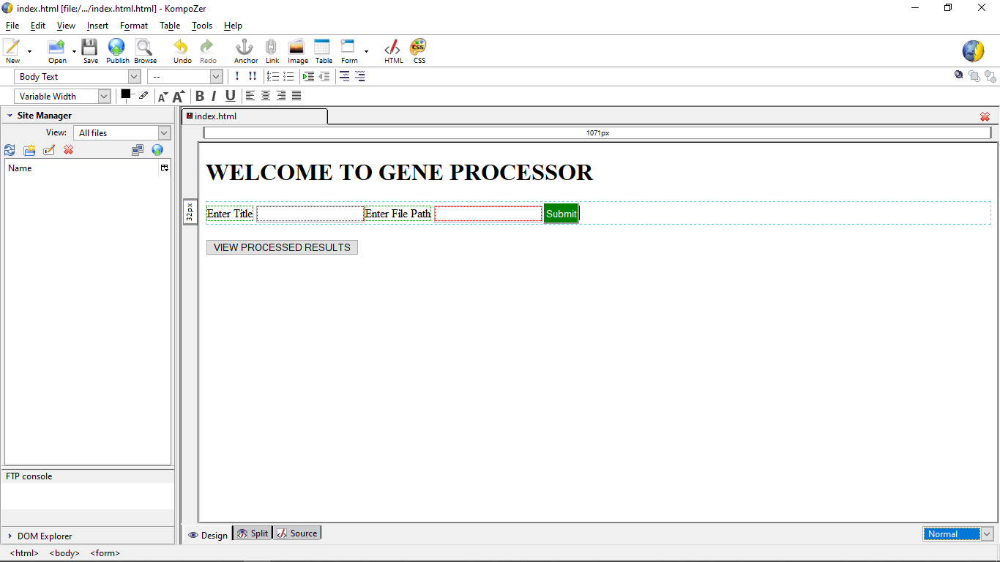 index.html [file:/.../index.html.html] - KompoZer
File Edit View Insert Format Table Tools Help
New Open Save Publish Browse Undo Redo Anchor Link Image Table Form HTML CSS
Body Text --
! !!
Variable Width
A A B I U
Site Manager
View: All files
Name
FTP console
DOM Explorer
index.html
1071px
32px
WELCOME TO GENE PROCESSOR
Enter Title Enter File Path Submit
VIEW PROCESSED RESULTS
Design Split Source Normal
<html> <body> <form>